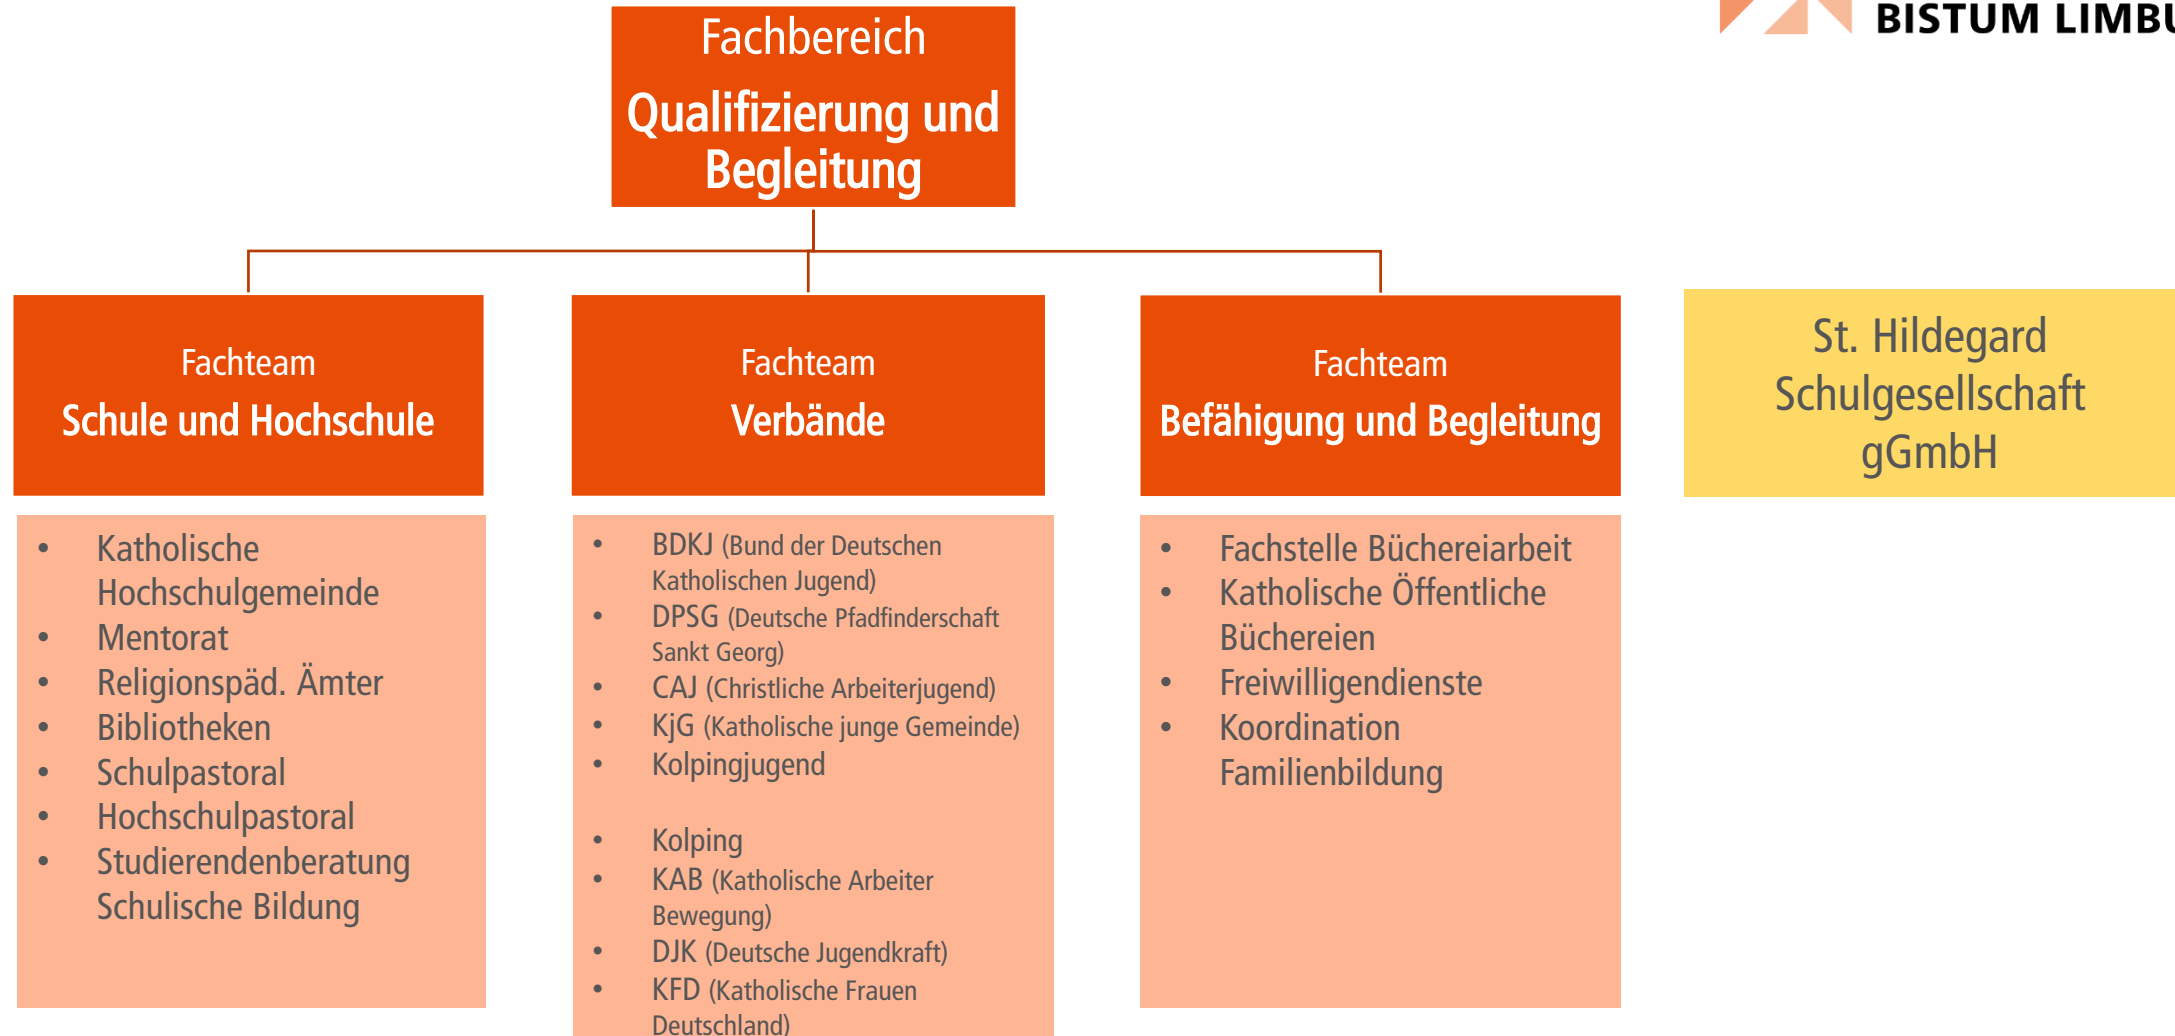 BISTUM LIMBU
Fachbereich
Qualifizierung und
Begleitung
Fachteam
Schule und Hochschule
• Katholische
Hochschulgemeinde
• Mentorat
• Religionspäd. Ämter
• Bibliotheken
• Schulpastoral
• Hochschulpastoral
• Studierendenberatung
Schulische Bildung
Fachteam
Verbände
• BDKJ (Bund der Deutschen
Katholischen Jugend)
• DPSG (Deutsche Pfadfinderschaft
Sankt Georg)
• CAJ (Christliche Arbeiterjugend)
• KjG (Katholische junge Gemeinde)
• Kolpingjugend
• Kolping
• KAB (Katholische Arbeiter
Bewegung)
• DJK (Deutsche Jugendkraft)
• KFD (Katholische Frauen
Deutschland)
Fachteam
Befähigung und Begleitung
• Fachstelle Büchereiarbeit
• Katholische Öffentliche
Büchereien
• Freiwilligendienste
• Koordination
Familienbildung
St. Hildegard
Schulgesellschaft
gGmbH